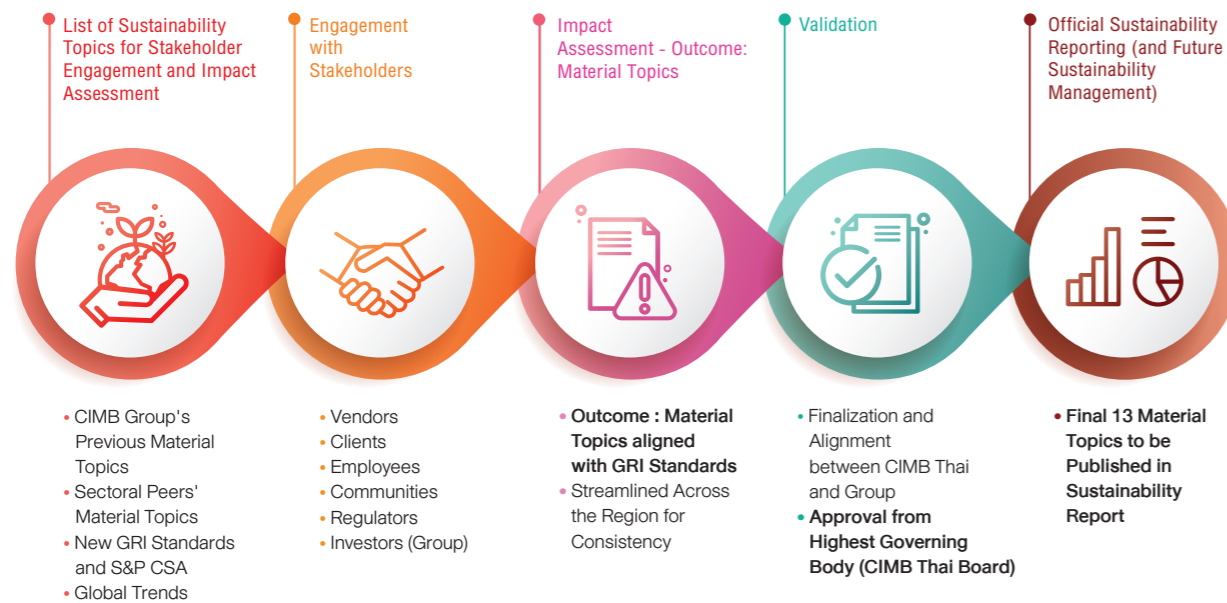 List of Sustainability
Topics for Stakeholder
Engagement and Impact
Assessment
Engagement
with
Stakeholders
Impact
Assessment - Outcome:
Material Topics
Validation
Official Sustainability
Reporting (and Future
Sustainability
Management)
• CIMB Group's
Previous Material
Topics
• Sectoral Peers'
Material Topics
• New GRI Standards
and S&P CSA
• Global Trends
• Vendors
• Clients
• Employees
• Communities
• Regulators
• Investors (Group)
• Outcome : Material
Topics aligned
with GRI Standards
• Streamlined Across
the Region for
Consistency
• Finalization and
Alignment
between CIMB Thai
and Group
• Approval from
Highest Governing
Body (CIMB Thai Board)
• Final 13 Material
Topics to be
Published in
Sustainability
Report